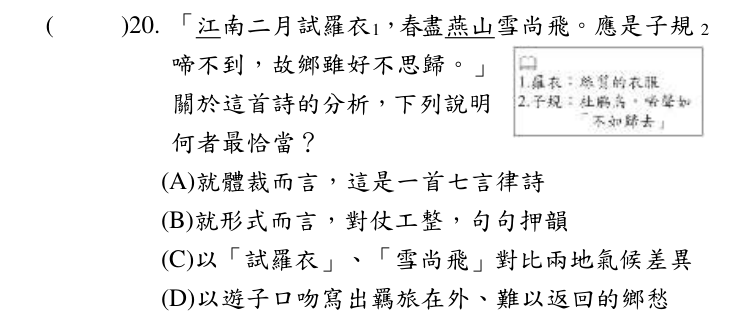 (　　)20. 「江南二月試羅衣1，春盡燕山雪尚飛。應是子規2
啼不到，故鄉雖好不思歸。」
關於這首詩的分析，下列說明
何者最恰當？
1.羅衣：絲質的衣服
2.子規：杜鵑鳥，啼聲如
「不如歸去」
(A)就體裁而言，這是一首七言律詩
(B)就形式而言，對仗工整，句句押韻
(C)以「試羅衣」、「雪尚飛」對比兩地氣候差異
(D)以遊子口吻寫出羈旅在外、難以返回的鄉愁